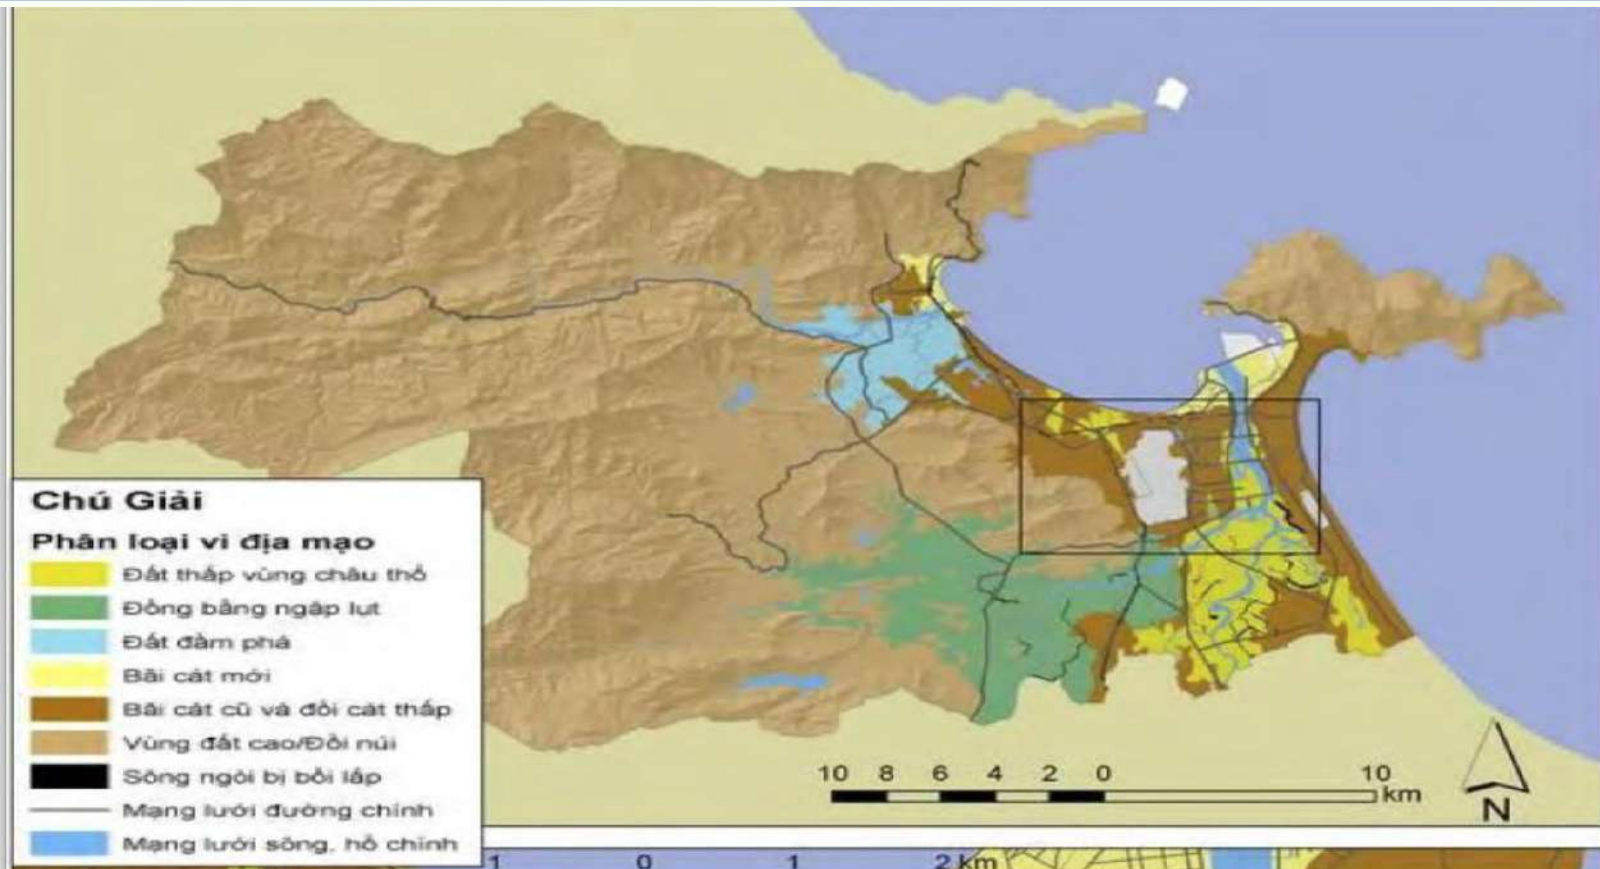 Chú Giải
Phân loại vi địa mạo
Đất thấp vùng châu thổ
Đồng bằng ngập lụt
Đất đầm phá
Bãi cát mới
Bãi cát cũ và đồi cát thấp
Vùng đất cao/Đồi núi
Sông ngòi bị bồi lấp
Mạng lưới đường chính
Mạng lưới sông, hồ chính
10 8 6 4 2 0 10
km
N
1 0 1 2 km